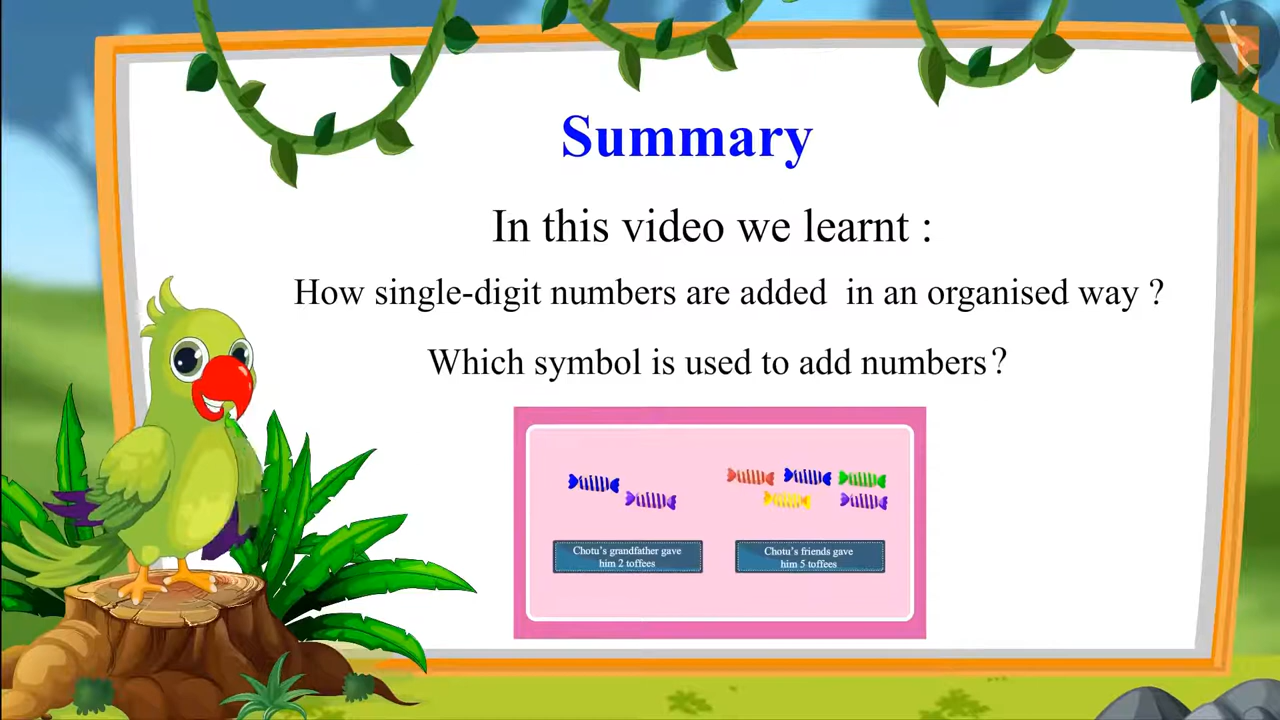 Summary
In this video we learnt :
How single-digit numbers are added in an organised way ?
Which symbol is used to add numbers ?
Chotu's grandfather gave
him 2 toffees
Chotu's friends gave
him 5 toffees